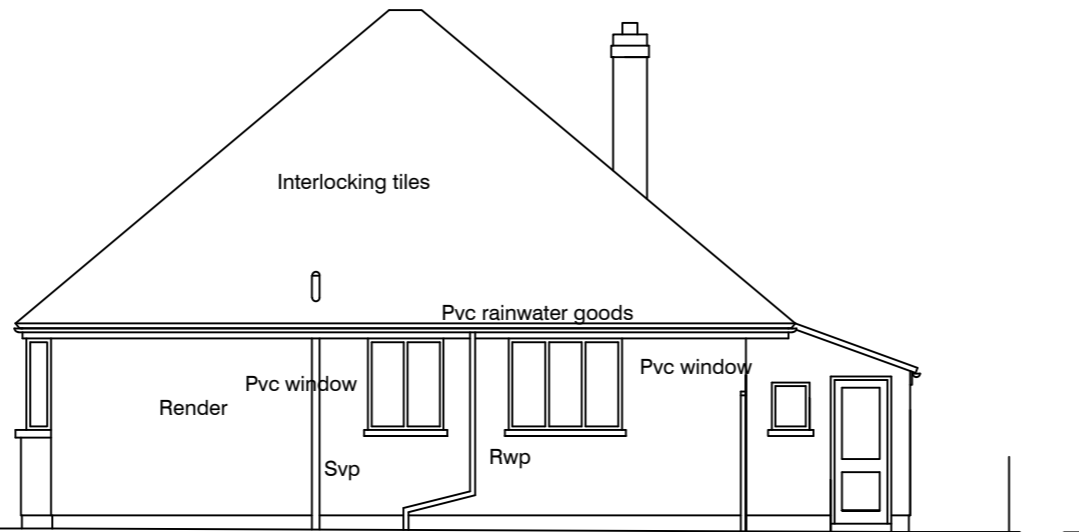 Interlocking tiles
Pvc rainwater goods
Pvc window
Pvc window
Render
Rwp
Svp